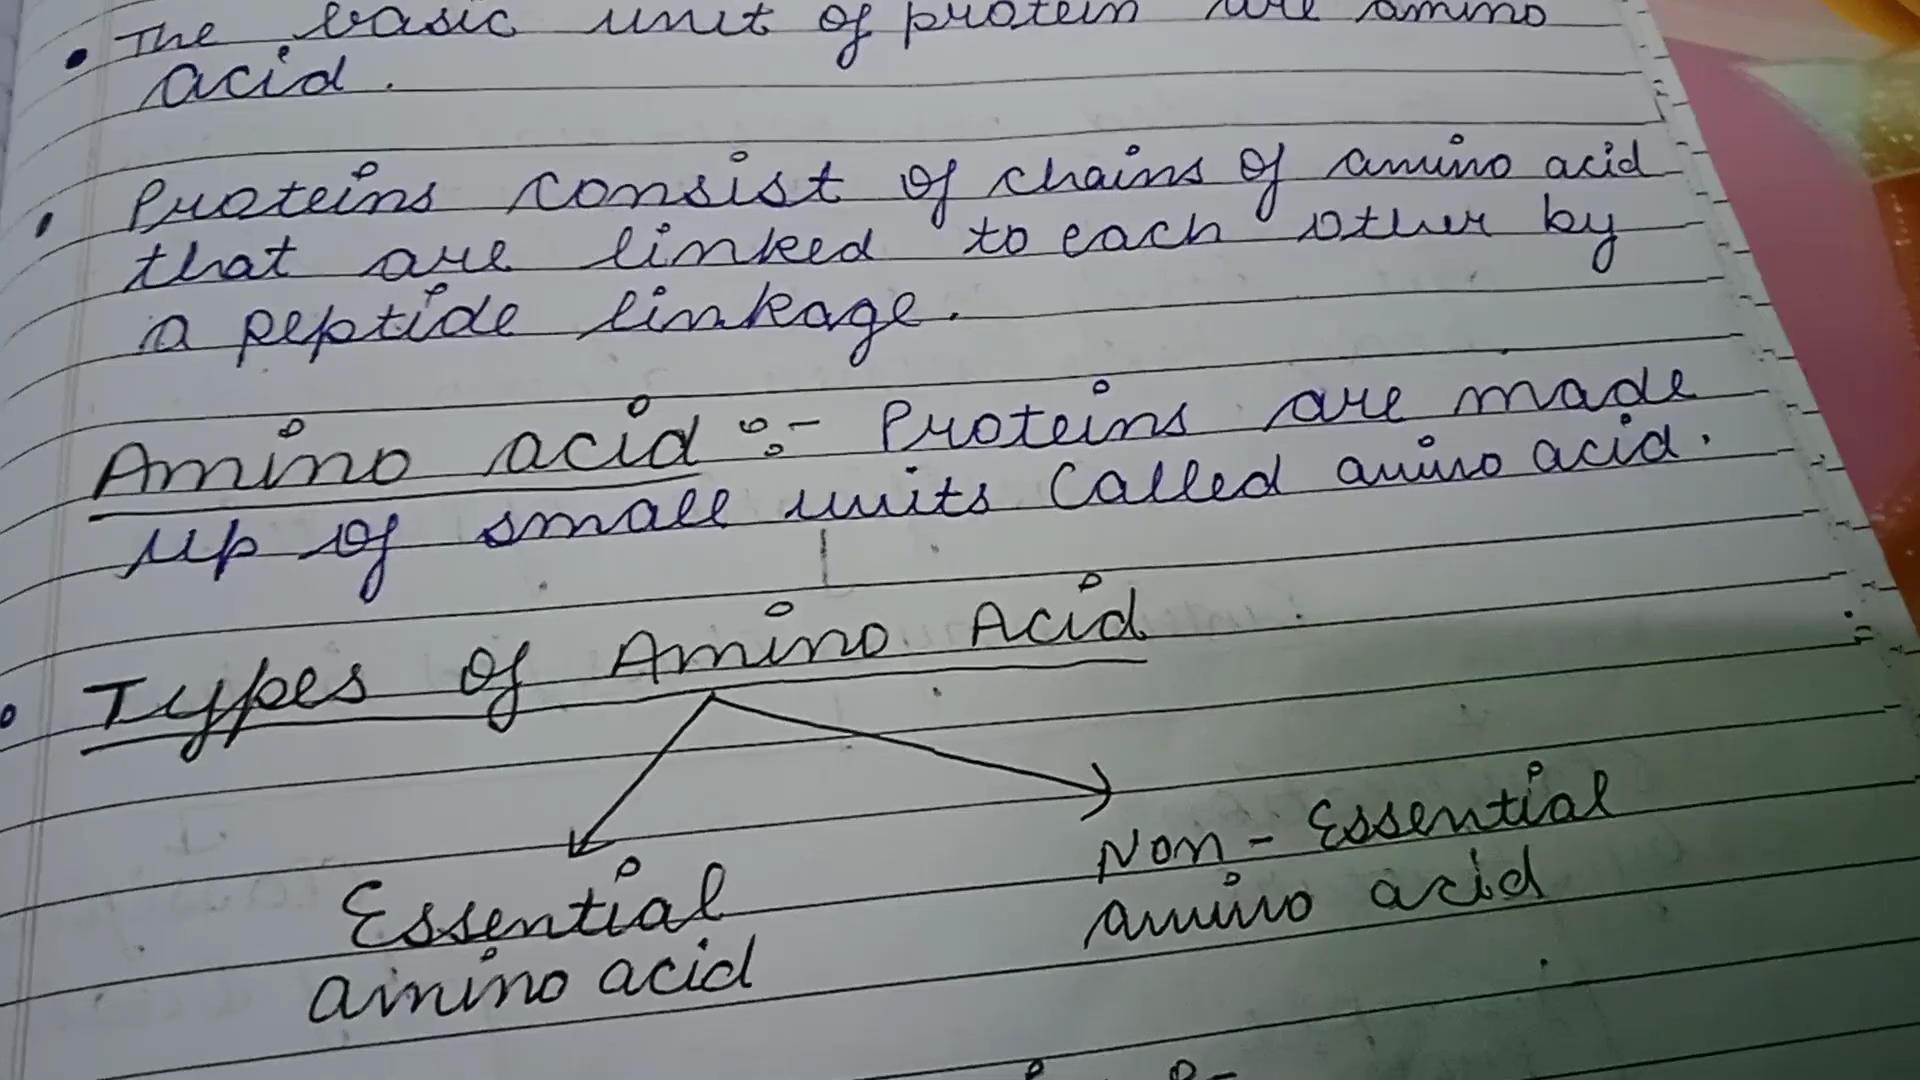 • The basic unit of protein are amino
acid.
• Proteins consist of chains of amino acid
that are linked to each other by
a peptide linkage.
Amino acid :- Proteins are made
up of small units called amino acid.
• Types of Amino Acid
Essential
amino acid
Non - Essential
amino acid